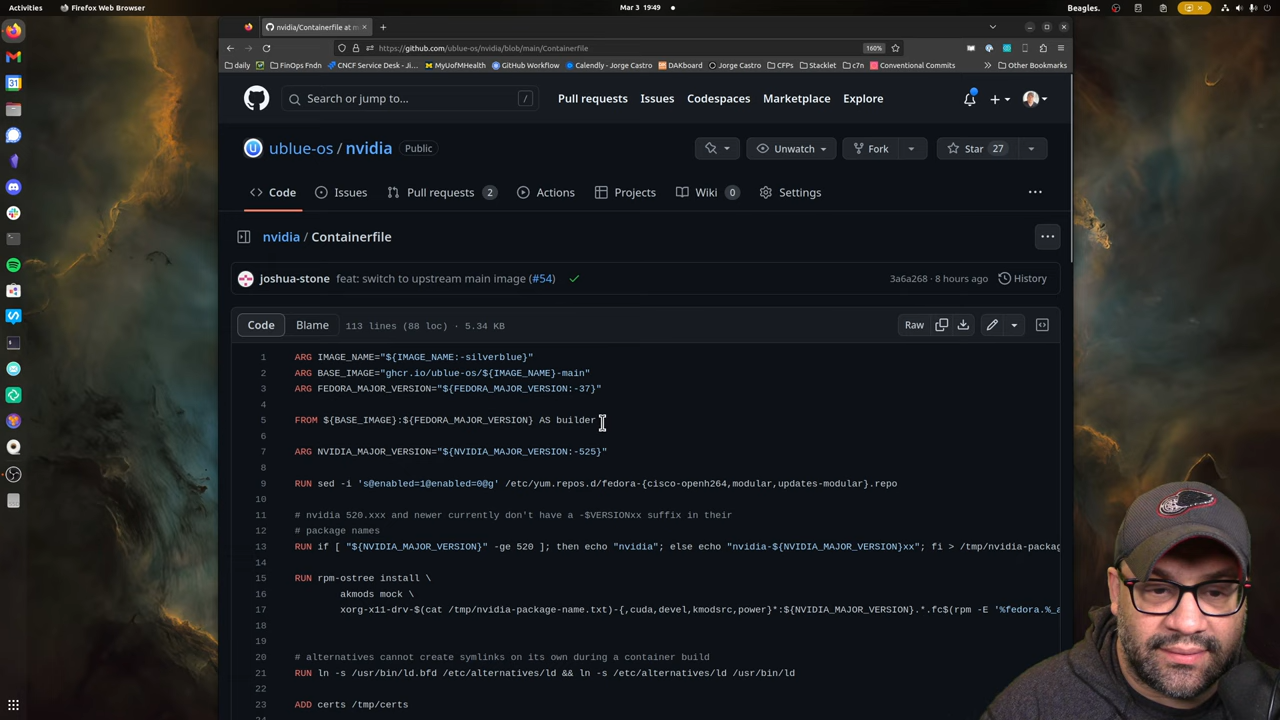 Activities Firefox Web Browser Mar 3 19:49 Beagles.
nvidia/Containerfile at m
https://github.com/ublue-os/nvidia/blob/main/Containerfile 160%
daily FinOps Fndn CNCF Service Desk - Ji… MyUofMHealth GitHub Workflow Calendly - Jorge Castro DAKboard Jorge Castro CFPs Stacklet c7n Conventional Commits Other Bookmarks
Search or jump to... / Pull requests Issues Codespaces Marketplace Explore
ublue-os / nvidia Public Unwatch Fork Star 27
Code Issues Pull requests 2 Actions Projects Wiki 0 Settings
nvidia / Containerfile
joshua-stone feat: switch to upstream main image (#54) 3a6a268 · 8 hours ago History
Code Blame 113 lines (88 loc) · 5.34 KB Raw
1 ARG IMAGE_NAME="${IMAGE_NAME:-silverblue}"
2 ARG BASE_IMAGE="ghcr.io/ublue-os/${IMAGE_NAME}-main"
3 ARG FEDORA_MAJOR_VERSION="${FEDORA_MAJOR_VERSION:-37}"
4
5 FROM ${BASE_IMAGE}:${FEDORA_MAJOR_VERSION} AS builder
6
7 ARG NVIDIA_MAJOR_VERSION="${NVIDIA_MAJOR_VERSION:-525}"
8
9 RUN sed -i 's@enabled=1@enabled=0@g' /etc/yum.repos.d/fedora-{cisco-openh264,modular,updates-modular}.repo
10
11 # nvidia 520.xxx and newer currently don't have a -$VERSIONxx suffix in their
12 # package names
13 RUN if [ "${NVIDIA_MAJOR_VERSION}" -ge 520 ]; then echo "nvidia"; else echo "nvidia-${NVIDIA_MAJOR_VERSION}xx"; fi > /tmp/nvidia-packag
14
15 RUN rpm-ostree install \
16 akmods mock \
17 xorg-x11-drv-$(cat /tmp/nvidia-package-name.txt)-{,cuda,devel,kmodsrc,power}*:${NVIDIA_MAJOR_VERSION}.*.fc$(rpm -E '%fedora.%_a
18
19
20 # alternatives cannot create symlinks on its own during a container build
21 RUN ln -s /usr/bin/ld.bfd /etc/alternatives/ld && ln -s /etc/alternatives/ld /usr/bin/ld
22
23 ADD certs /tmp/certs